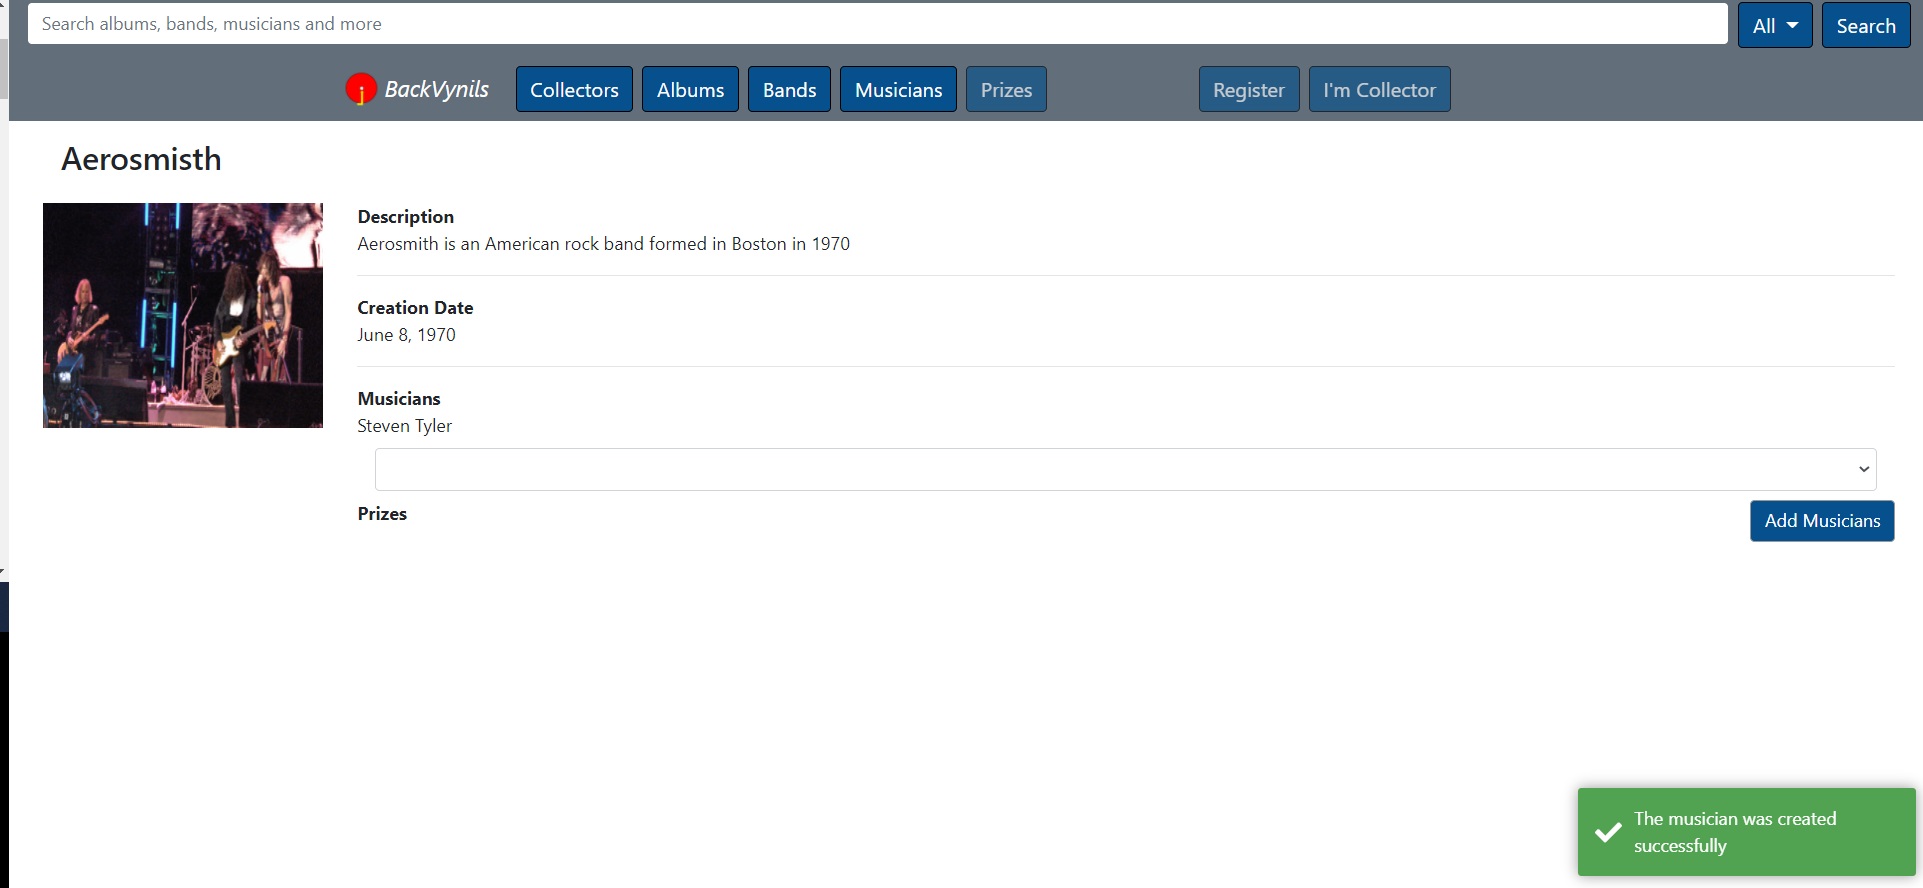 Search albums, bands, musicians and more
All
Search
BackVynils
Collectors
Albums
Bands
Musicians
Prizes
Register
I'm Collector
Aerosmisth
Description
Aerosmith is an American rock band formed in Boston in 1970
Creation Date
June 8, 1970
Musicians
Steven Tyler
Prizes
Add Musicians
The musician was created
successfully